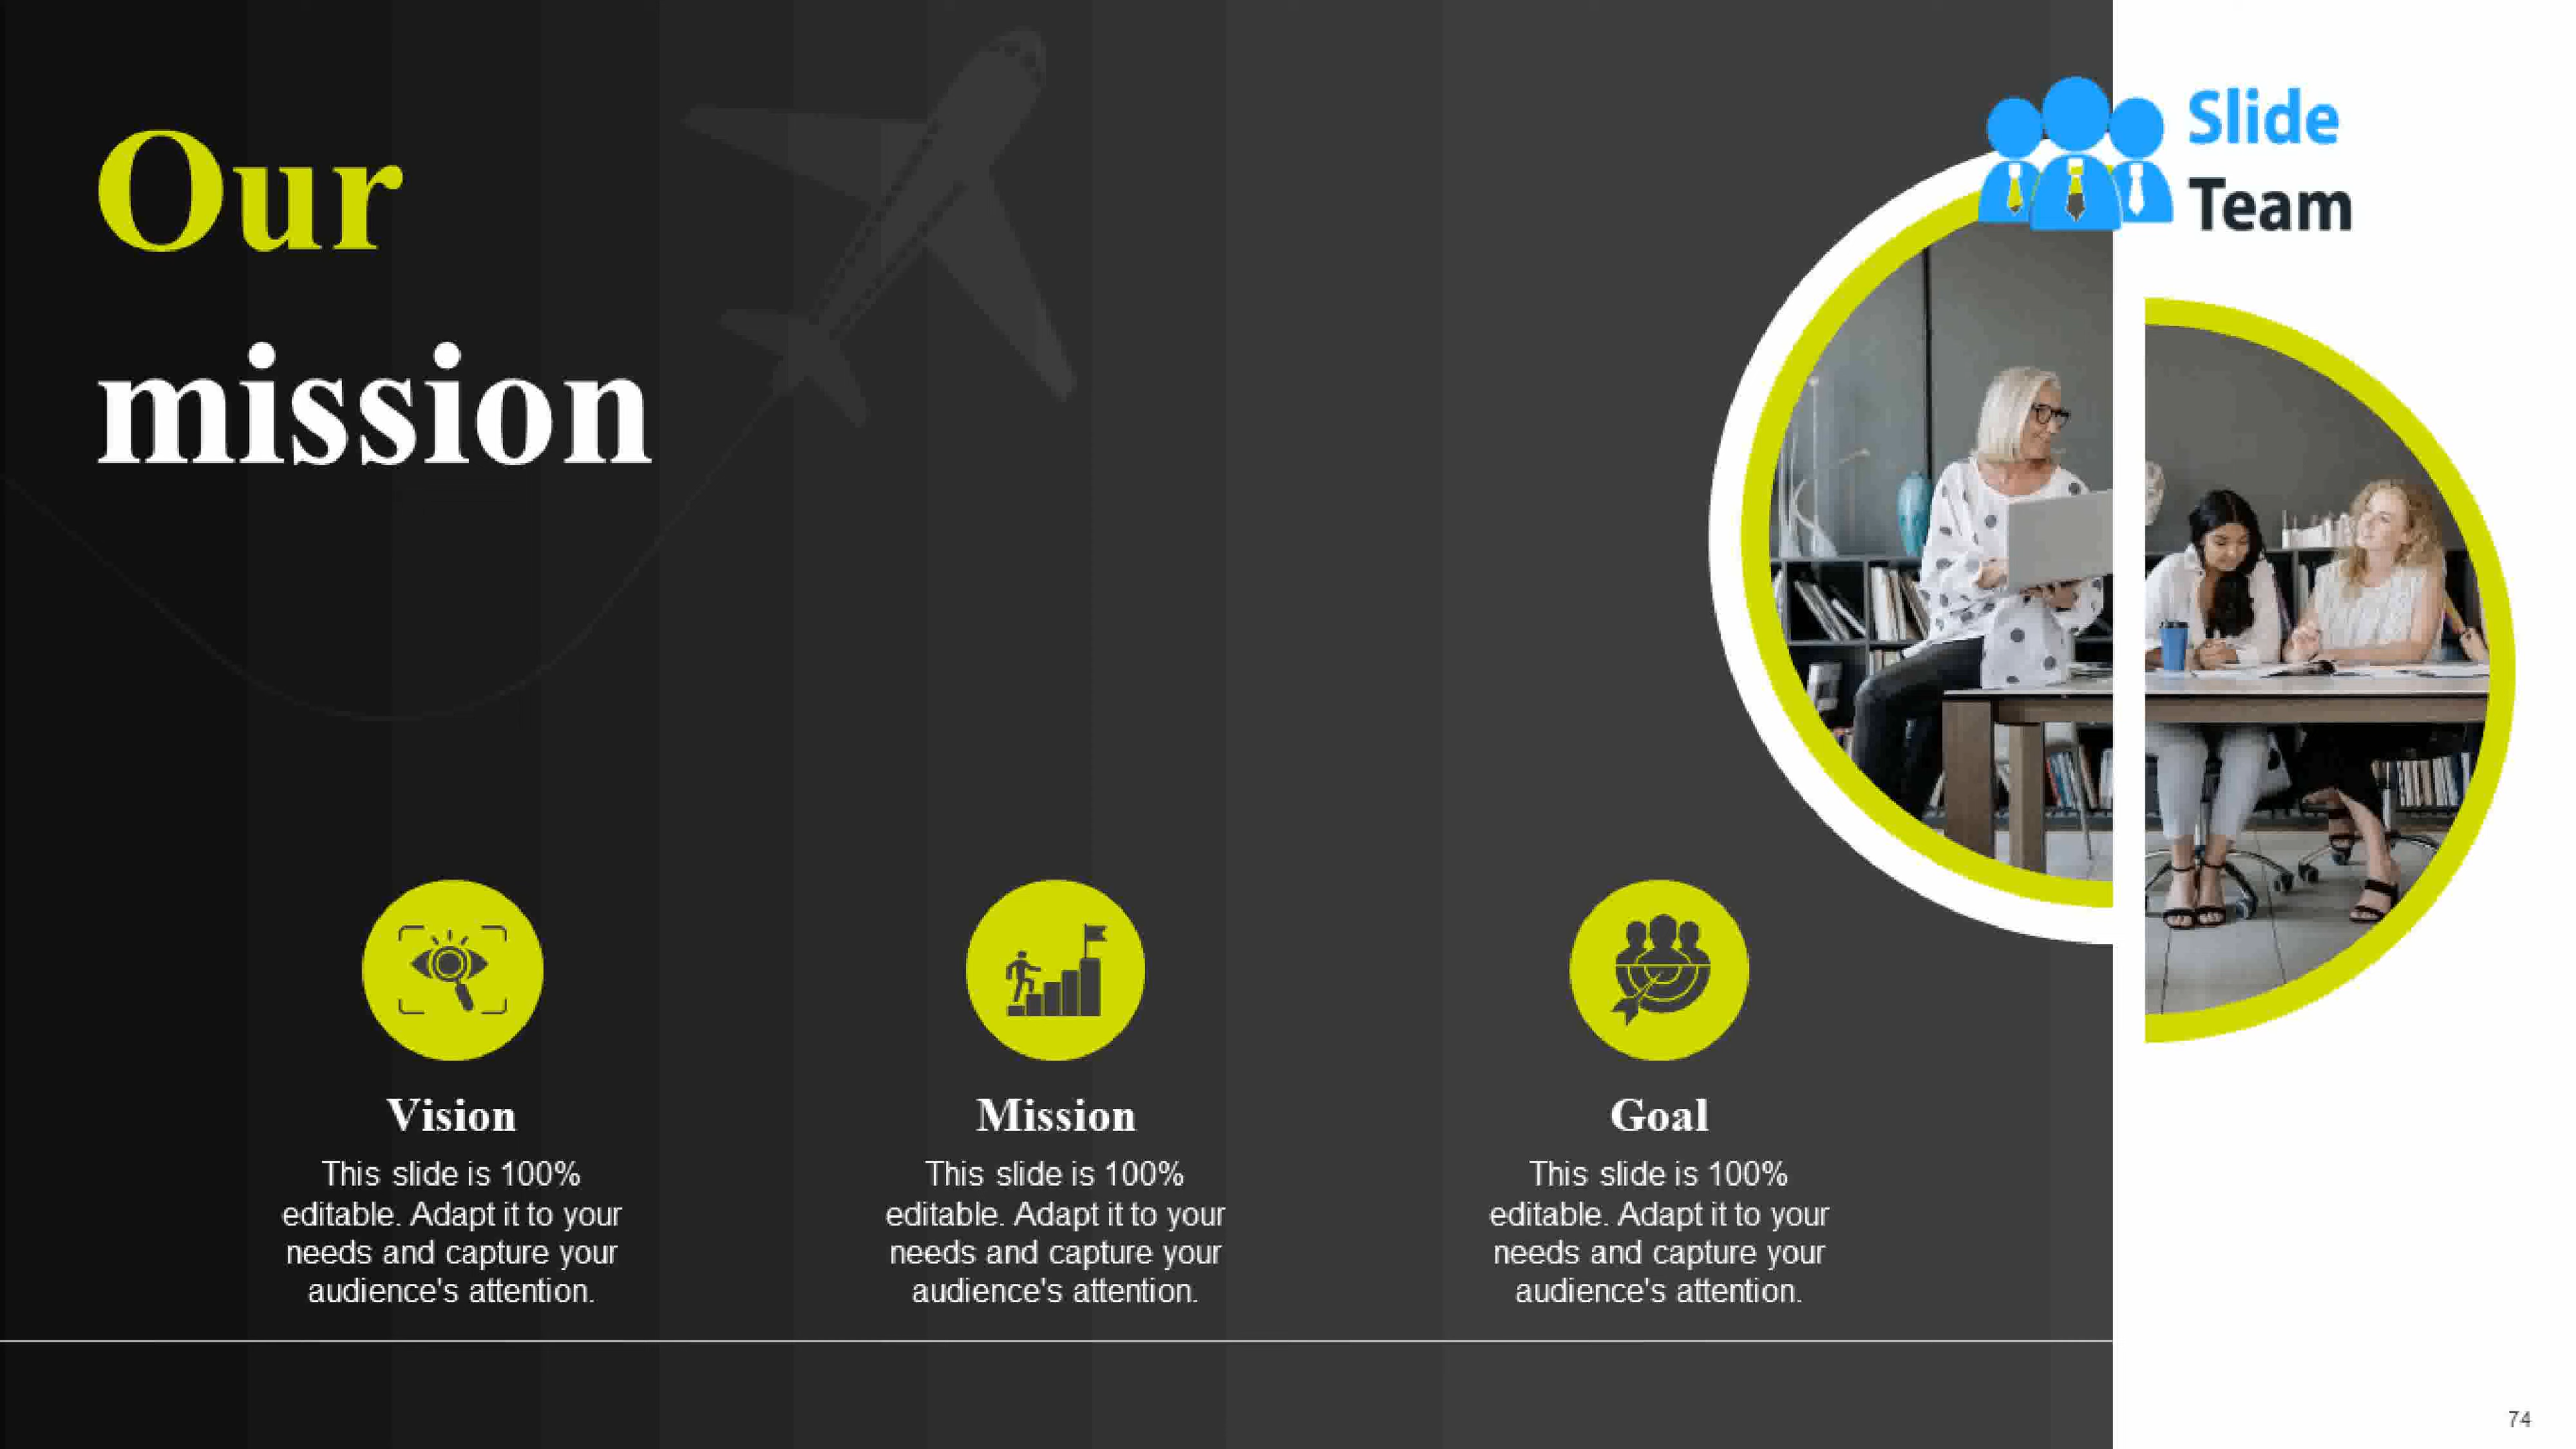 Our
mission
Slide
Team
Vision
This slide is 100%
editable. Adapt it to your
needs and capture your
audience's attention.
Mission
This slide is 100%
editable. Adapt it to your
needs and capture your
audience's attention.
Goal
This slide is 100%
editable. Adapt it to your
needs and capture your
audience's attention.
74